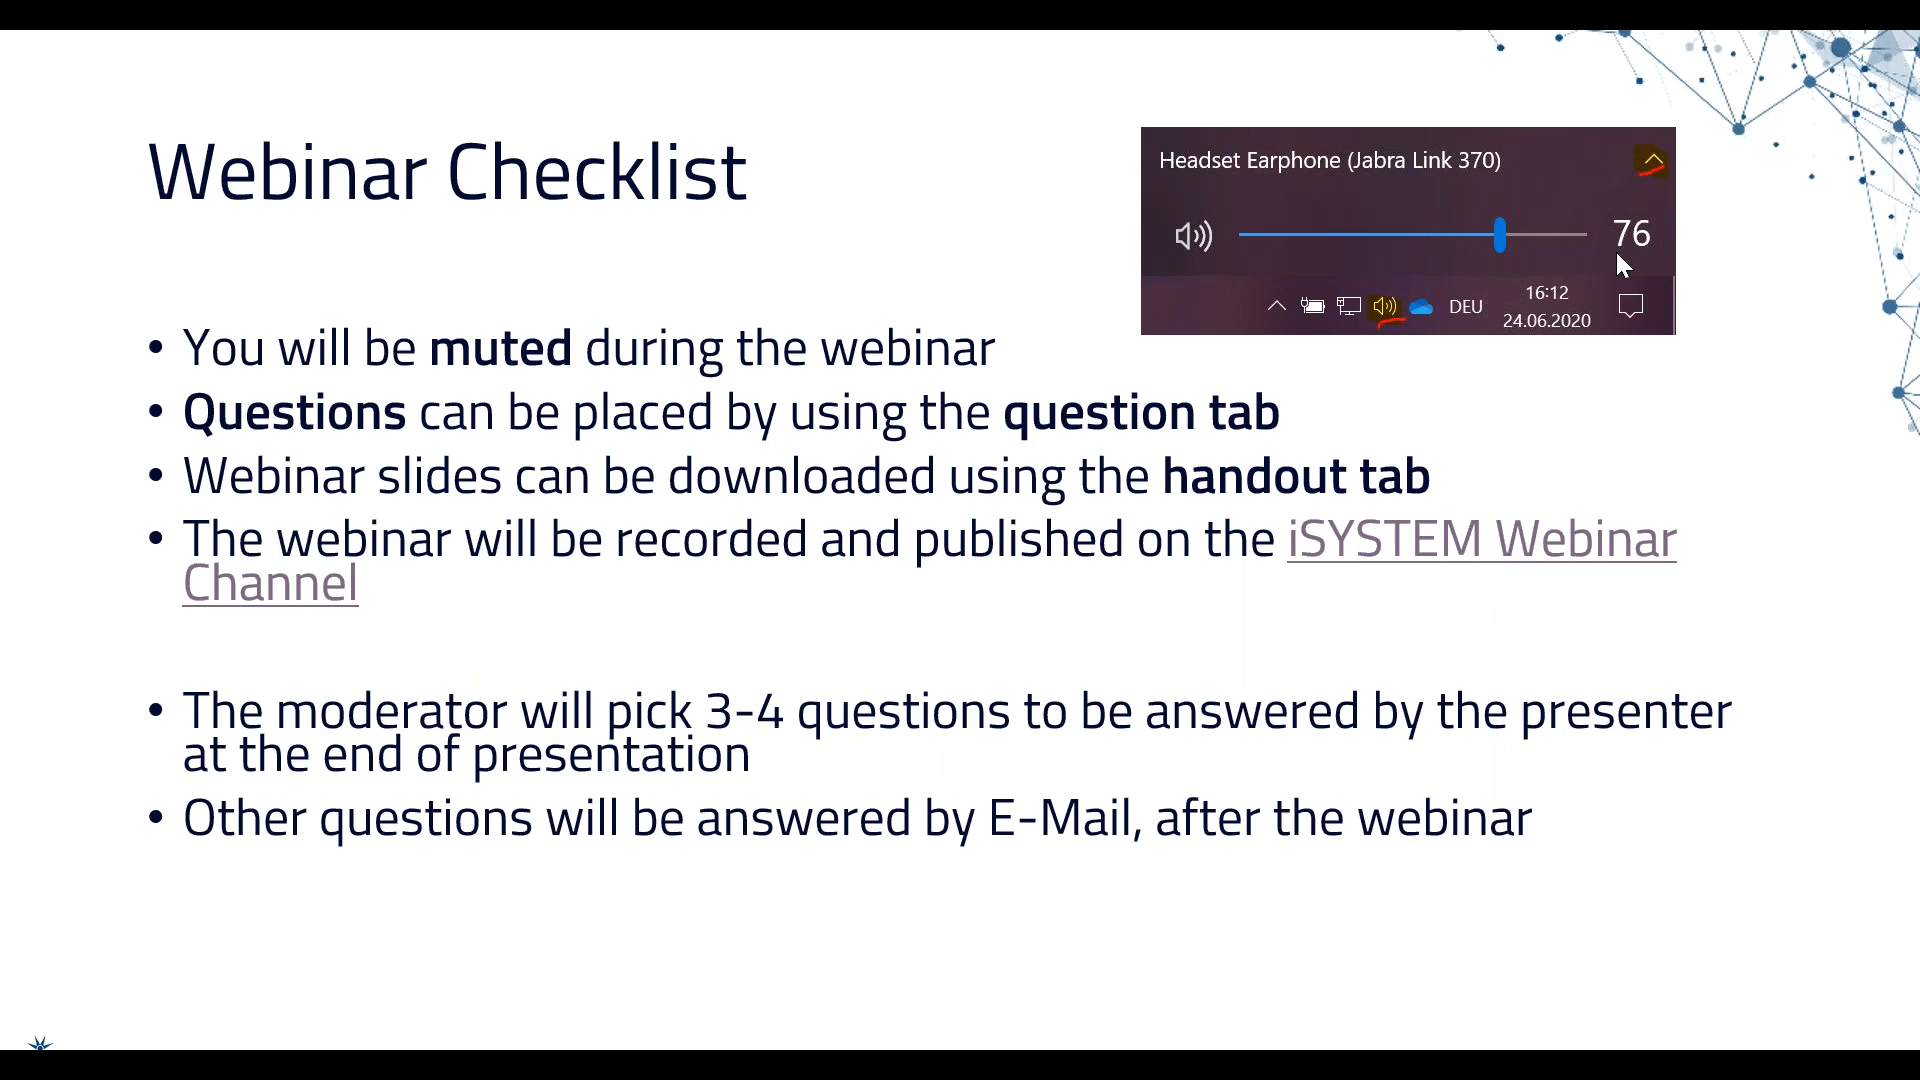 Webinar Checklist
Headset Earphone (Jabra Link 370)
76
DEU
16:12
24.06.2020
• You will be muted during the webinar
• Questions can be placed by using the question tab
• Webinar slides can be downloaded using the handout tab
• The webinar will be recorded and published on the iSYSTEM Webinar
Channel
• The moderator will pick 3-4 questions to be answered by the presenter
at the end of presentation
• Other questions will be answered by E-Mail, after the webinar